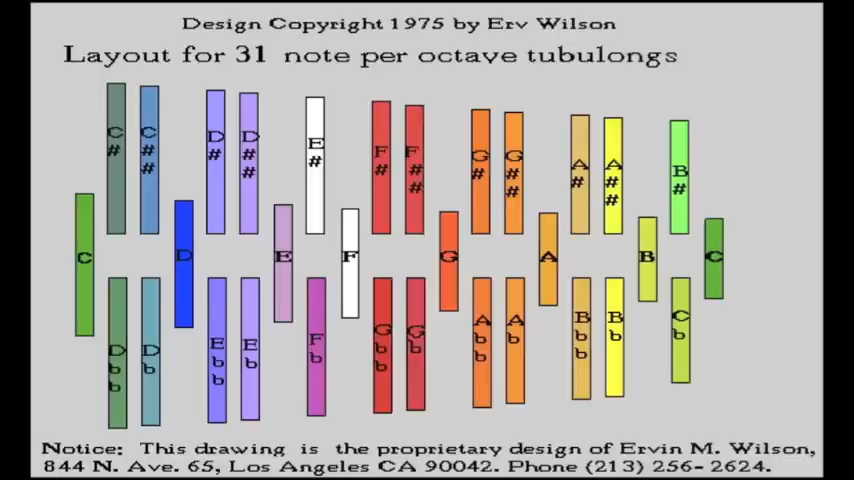 Design Copyright 1975 by Erv Wilson
Layout for 31 note per octave tubulongs
C# C## D# D## E# F# F## G# G## A# A## B#
C D E F G A B C
Dbb Db Ebb Eb Fb Gbb Gb Abb Ab Bbb Bb Cb
Notice: This drawing is the proprietary design of Ervin M. Wilson,
844 N. Ave. 65, Los Angeles CA 90042. Phone (213) 256-2624.